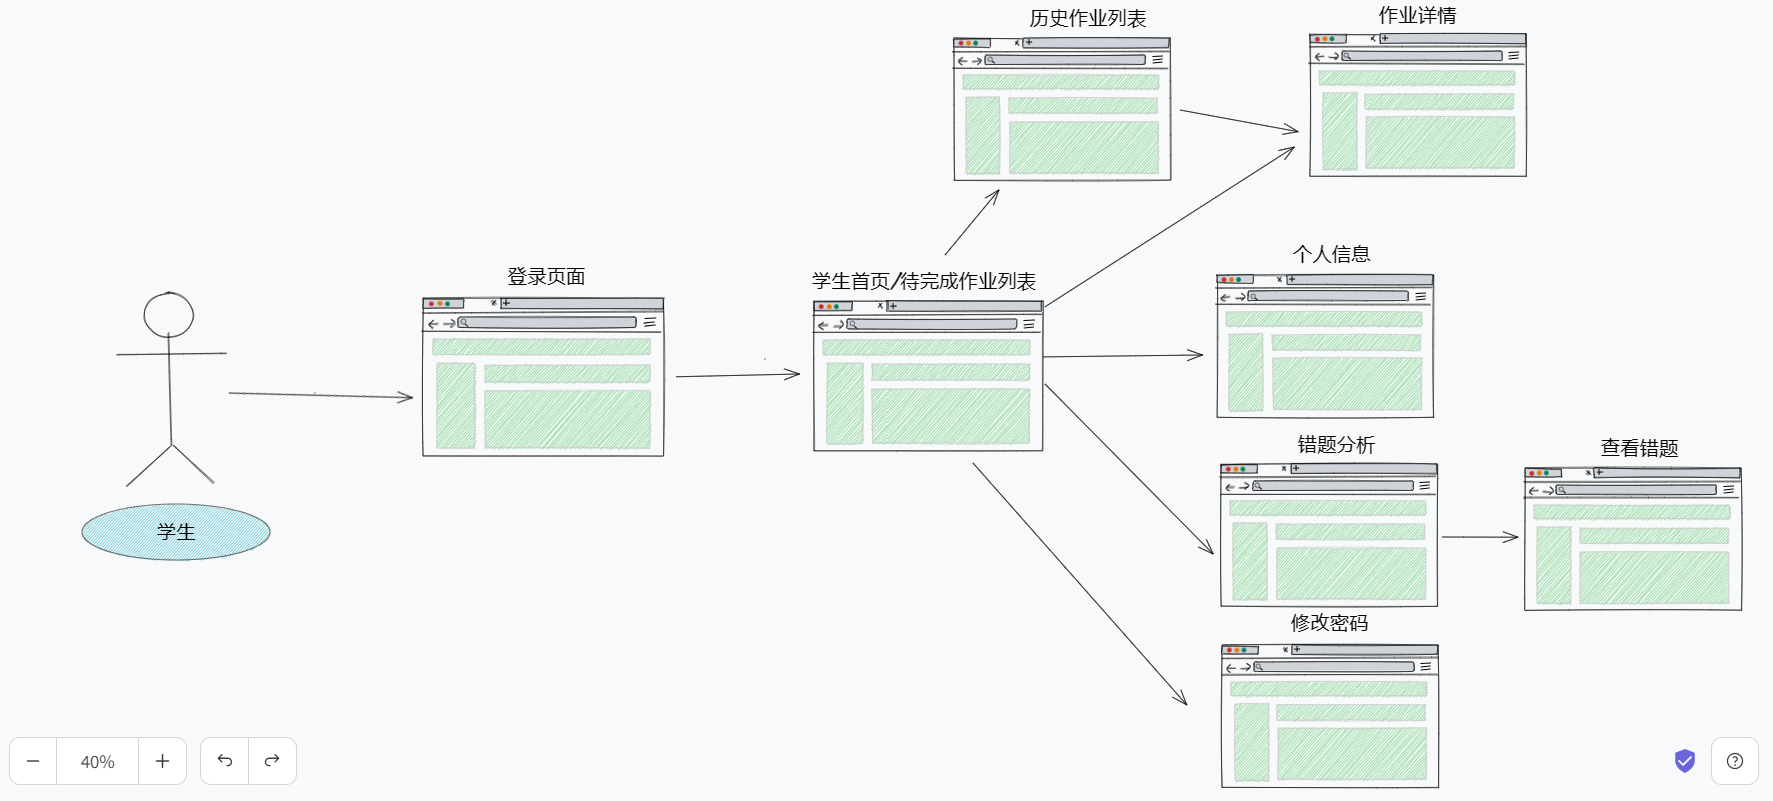 历史作业列表
作业详情
个人信息
登录页面
学生首页/待完成作业列表
错题分析
查看错题
学生
修改密码
40%